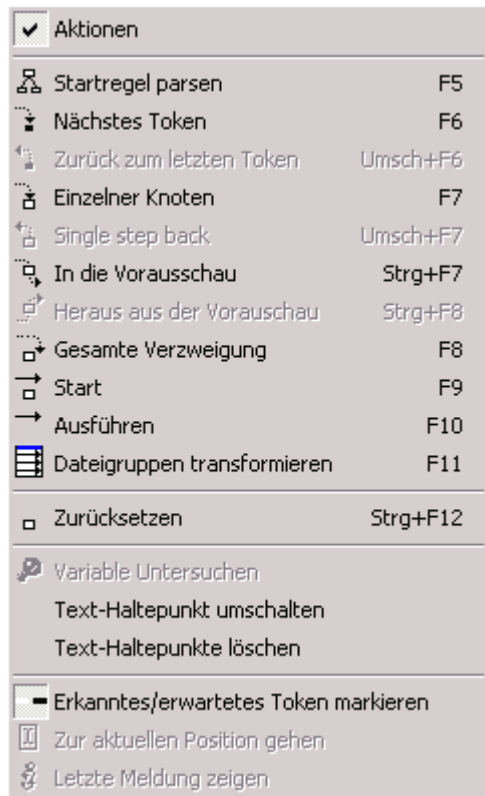 Aktionen
Startregel parsen F5
Nächstes Token F6
Zurück zum letzten Token Umsch+F6
Einzelner Knoten F7
Single step back Umsch+F7
In die Vorausschau Strg+F7
Heraus aus der Vorauschau Strg+F8
Gesamte Verzweigung F8
Start F9
Ausführen F10
Dateigruppen transformieren F11
Zurücksetzen Strg+F12
Variable Untersuchen
Text-Haltepunkt umschalten
Text-Haltepunkte löschen
Erkanntes/erwartetes Token markieren
Zur aktuellen Position gehen
Letzte Meldung zeigen